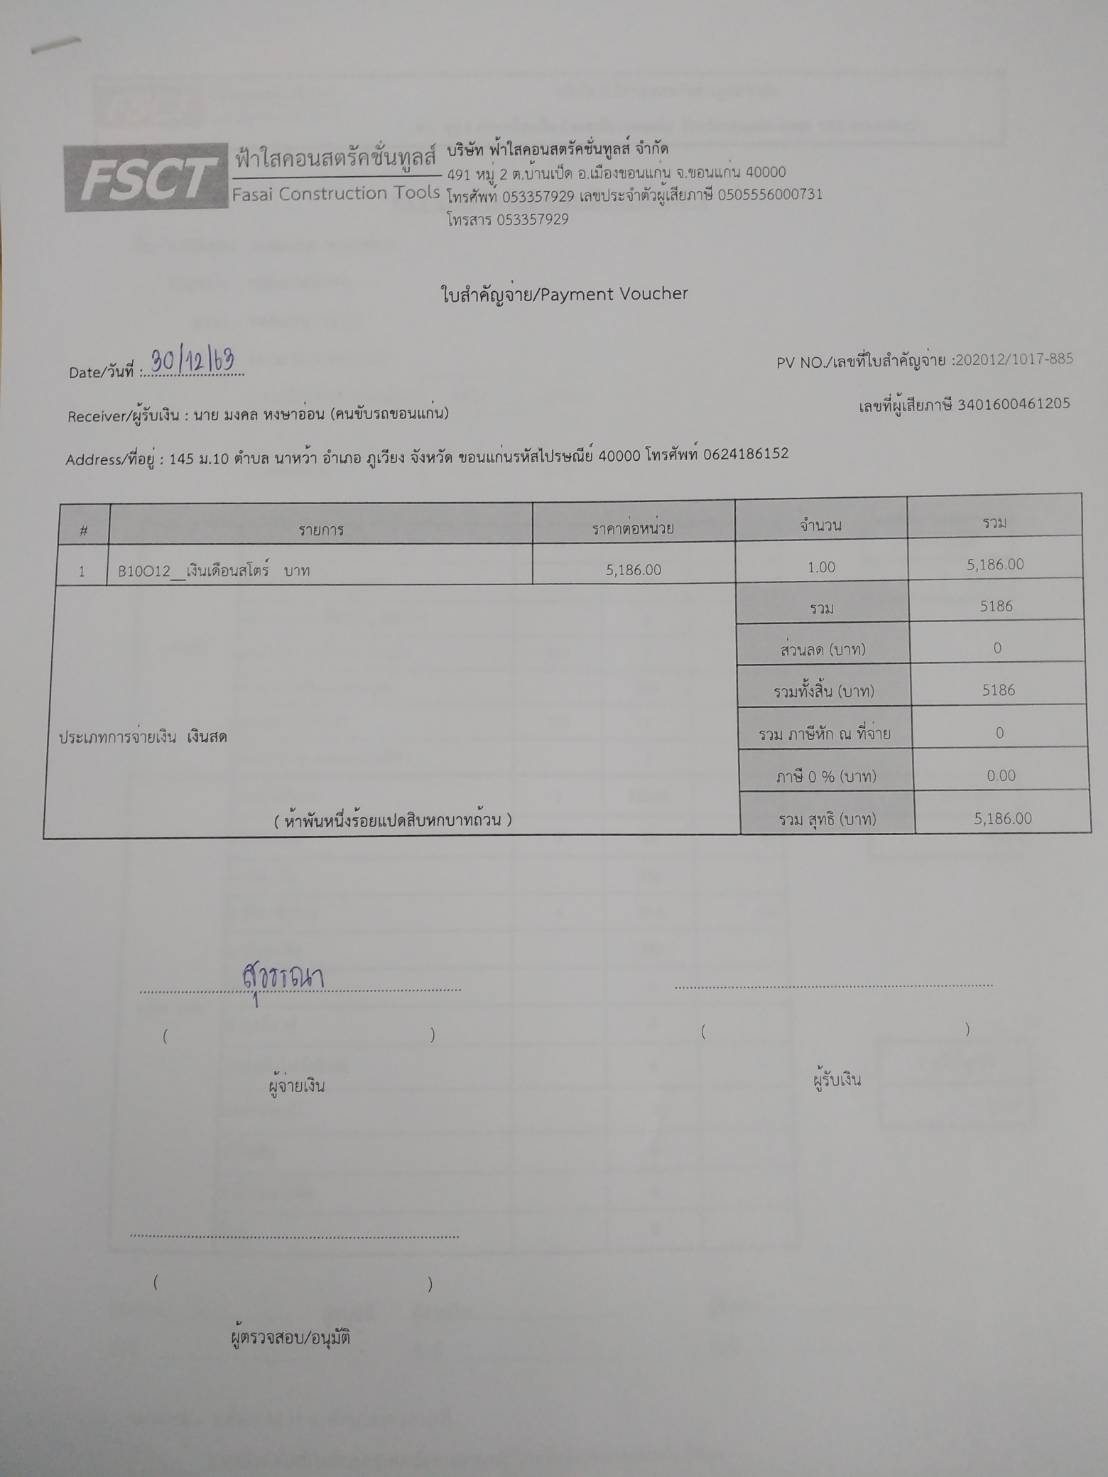 FSCT
ฟ้าใสคอนสตรัคชั่นทูลส์
Fasai Construction Tools
บริษัท ฟ้าใสคอนสตรัคชั่นทูลส์ จำกัด
491 หมู่ 2 ต.บ้านเป็ด อ.เมืองขอนแก่น จ.ขอนแก่น 40000
โทรศัพท์ 053357929 เลขประจำตัวผู้เสียภาษี 0505556000731
โทรสาร 053357929
ใบสำคัญจ่าย/Payment Voucher
Date/วันที่ : 30/12/63
PV NO./เลขที่ใบสำคัญจ่าย :202012/1017-885
Receiver/ผู้รับเงิน : นาย มงคล หงษาอ่อน (คนขับรถขอนแก่น)
เลขที่ผู้เสียภาษี 3401600461205
Address/ที่อยู่ : 145 ม.10 ตำบล นาหว้า อำเภอ ภูเวียง จังหวัด ขอนแก่นรหัสไปรษณีย์ 40000 โทรศัพท์ 0624186152
# รายการ ราคาต่อหน่วย จำนวน รวม
1 B10O12__เงินเดือนสโตร์ บาท 5,186.00 1.00 5,186.00
รวม 5186
ส่วนลด (บาท) 0
รวมทั้งสิ้น (บาท) 5186
ประเภทการจ่ายเงิน เงินสด รวม ภาษีหัก ณ ที่จ่าย 0
ภาษี 0 % (บาท) 0.00
( ห้าพันหนึ่งร้อยแปดสิบหกบาทถ้วน ) รวม สุทธิ (บาท) 5,186.00
สุวรรณา
( ) ( )
ผู้จ่ายเงิน ผู้รับเงิน
( )
ผู้ตรวจสอบ/อนุมัติ